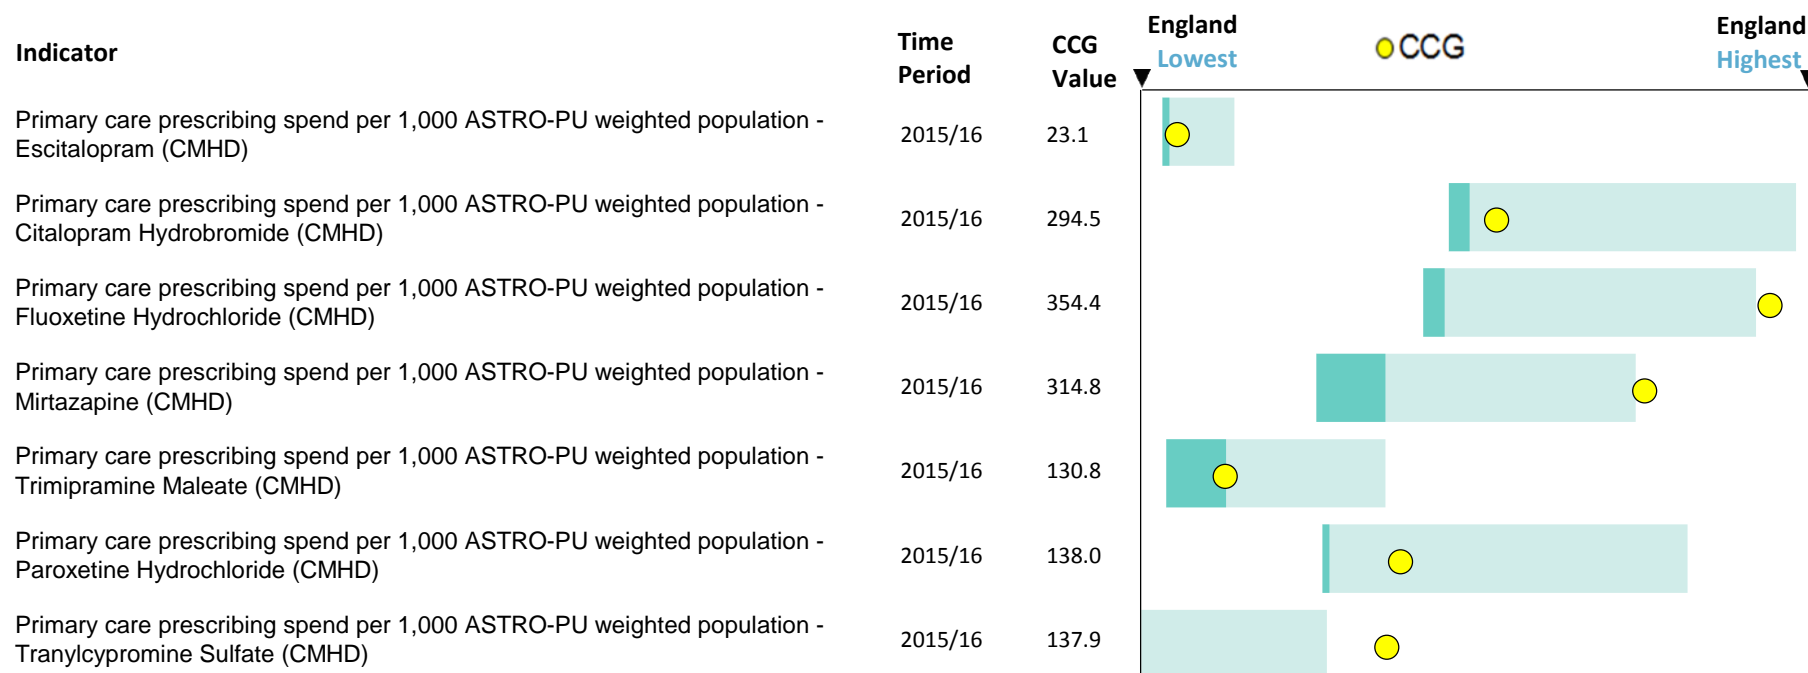 Indicator
Time Period
CCG Value
England Lowest
CCG
England Highest
Primary care prescribing spend per 1,000 ASTRO-PU weighted population -
Escitalopram (CMHD)
2015/16
23.1
Primary care prescribing spend per 1,000 ASTRO-PU weighted population -
Citalopram Hydrobromide (CMHD)
2015/16
294.5
Primary care prescribing spend per 1,000 ASTRO-PU weighted population -
Fluoxetine Hydrochloride (CMHD)
2015/16
354.4
Primary care prescribing spend per 1,000 ASTRO-PU weighted population -
Mirtazapine (CMHD)
2015/16
314.8
Primary care prescribing spend per 1,000 ASTRO-PU weighted population -
Trimipramine Maleate (CMHD)
2015/16
130.8
Primary care prescribing spend per 1,000 ASTRO-PU weighted population -
Paroxetine Hydrochloride (CMHD)
2015/16
138.0
Primary care prescribing spend per 1,000 ASTRO-PU weighted population -
Tranylcypromine Sulfate (CMHD)
2015/16
137.9